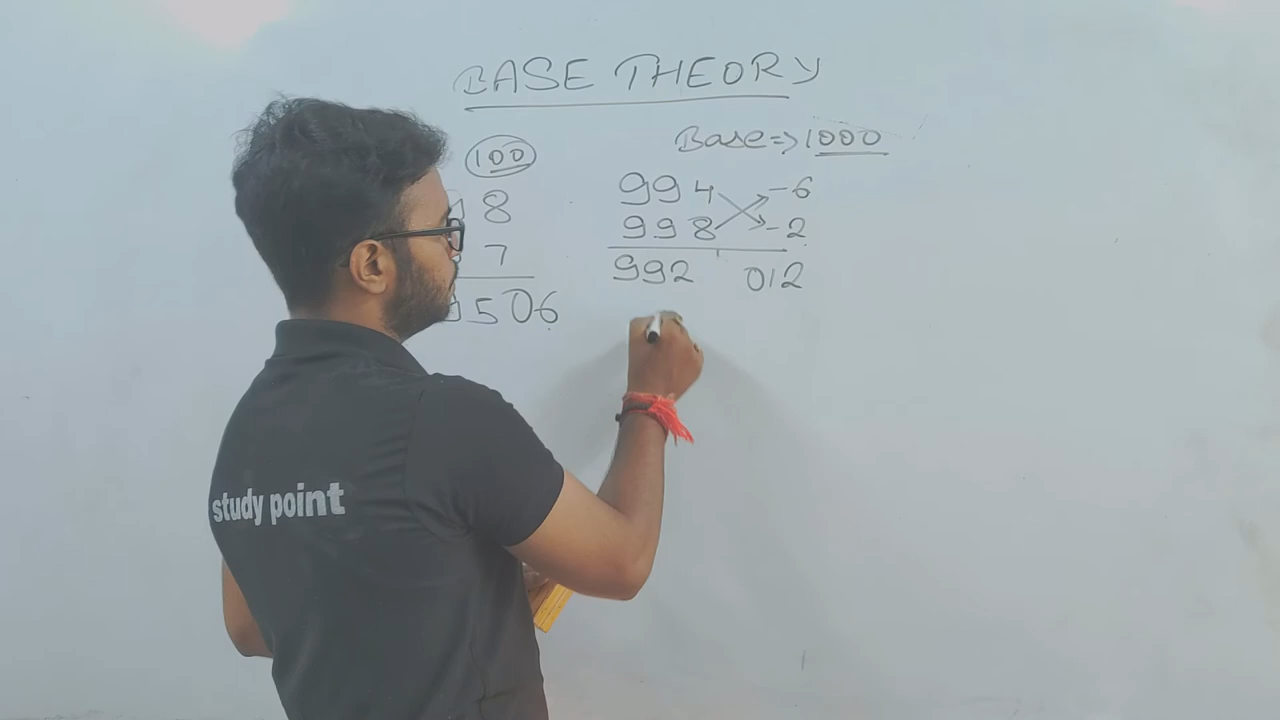 BASE THEORY
100
8
7
506
Base => 1000
994 -6
998 -2
992 012
study point